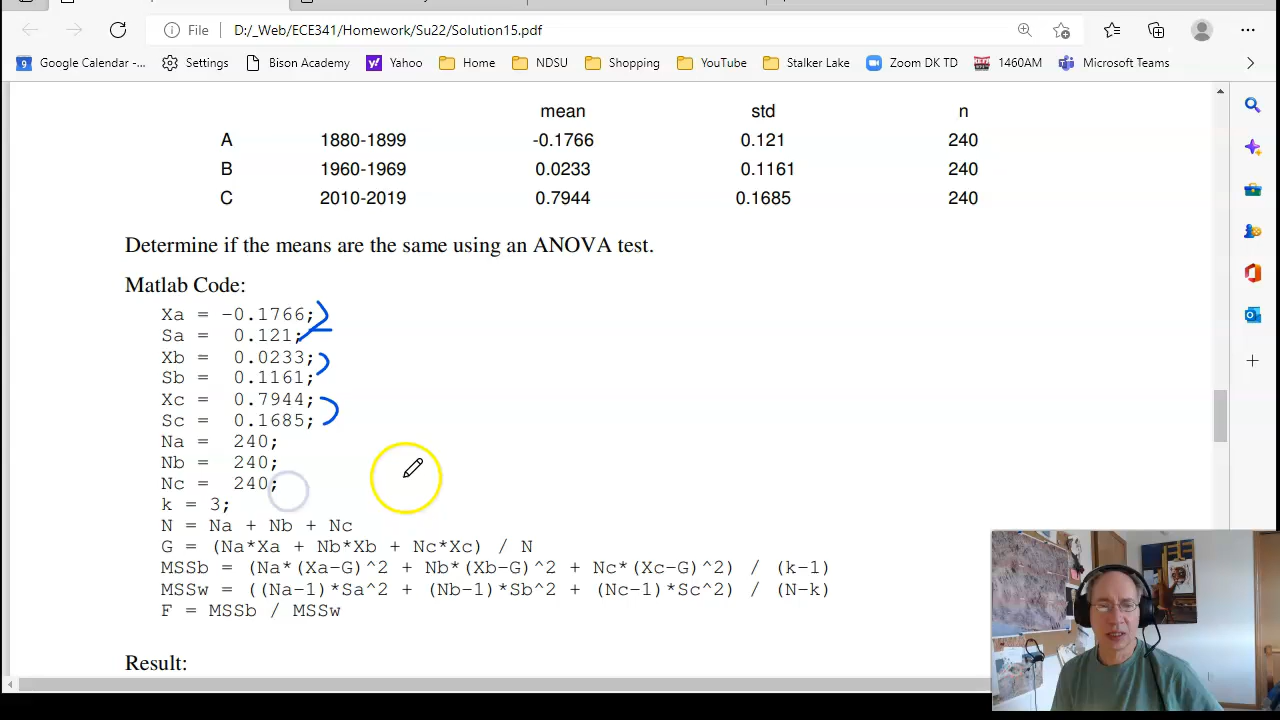 File D:/_Web/ECE341/Homework/Su22/Solution15.pdf
Google Calendar -... Settings Bison Academy Yahoo Home NDSU Shopping YouTube Stalker Lake Zoom DK TD 1460AM Microsoft Teams
mean std n
A 1880-1899 -0.1766 0.121 240
B 1960-1969 0.0233 0.1161 240
C 2010-2019 0.7944 0.1685 240
Determine if the means are the same using an ANOVA test.
Matlab Code:
Xa = -0.1766;
Sa = 0.121;
Xb = 0.0233;
Sb = 0.1161;
Xc = 0.7944;
Sc = 0.1685;
Na = 240;
Nb = 240;
Nc = 240;
k = 3;
N = Na + Nb + Nc
G = (Na*Xa + Nb*Xb + Nc*Xc) / N
MSSb = (Na*(Xa-G)^2 + Nb*(Xb-G)^2 + Nc*(Xc-G)^2) / (k-1)
MSSw = ((Na-1)*Sa^2 + (Nb-1)*Sb^2 + (Nc-1)*Sc^2) / (N-k)
F = MSSb / MSSw
Result: